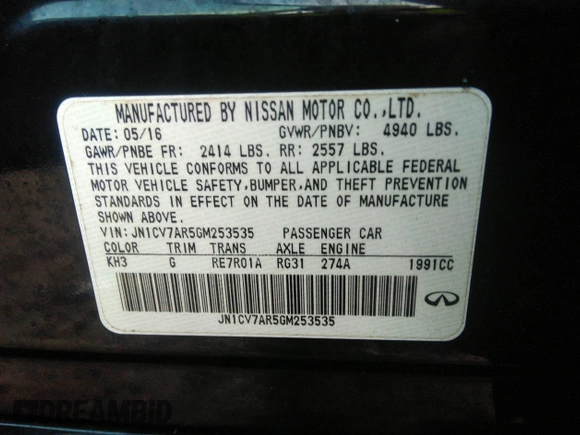 MANUFACTURED BY NISSAN MOTOR CO.,LTD.
DATE: 05/16 GVWR/PNBV: 4940 LBS.
GAWR/PNBE FR: 2414 LBS. RR: 2557 LBS.
THIS VEHICLE CONFORMS TO ALL APPLICABLE FEDERAL
MOTOR VEHICLE SAFETY, BUMPER, AND THEFT PREVENTION
STANDARDS IN EFFECT ON THE DATE OF MANUFACTURE
SHOWN ABOVE.
VIN: JN1CV7AR5GM253535 PASSENGER CAR
COLOR TRIM TRANS AXLE ENGINE
KH3 G RE7R01A RG31 274A 1991CC
JN1CV7AR5GM253535
DREAMBID